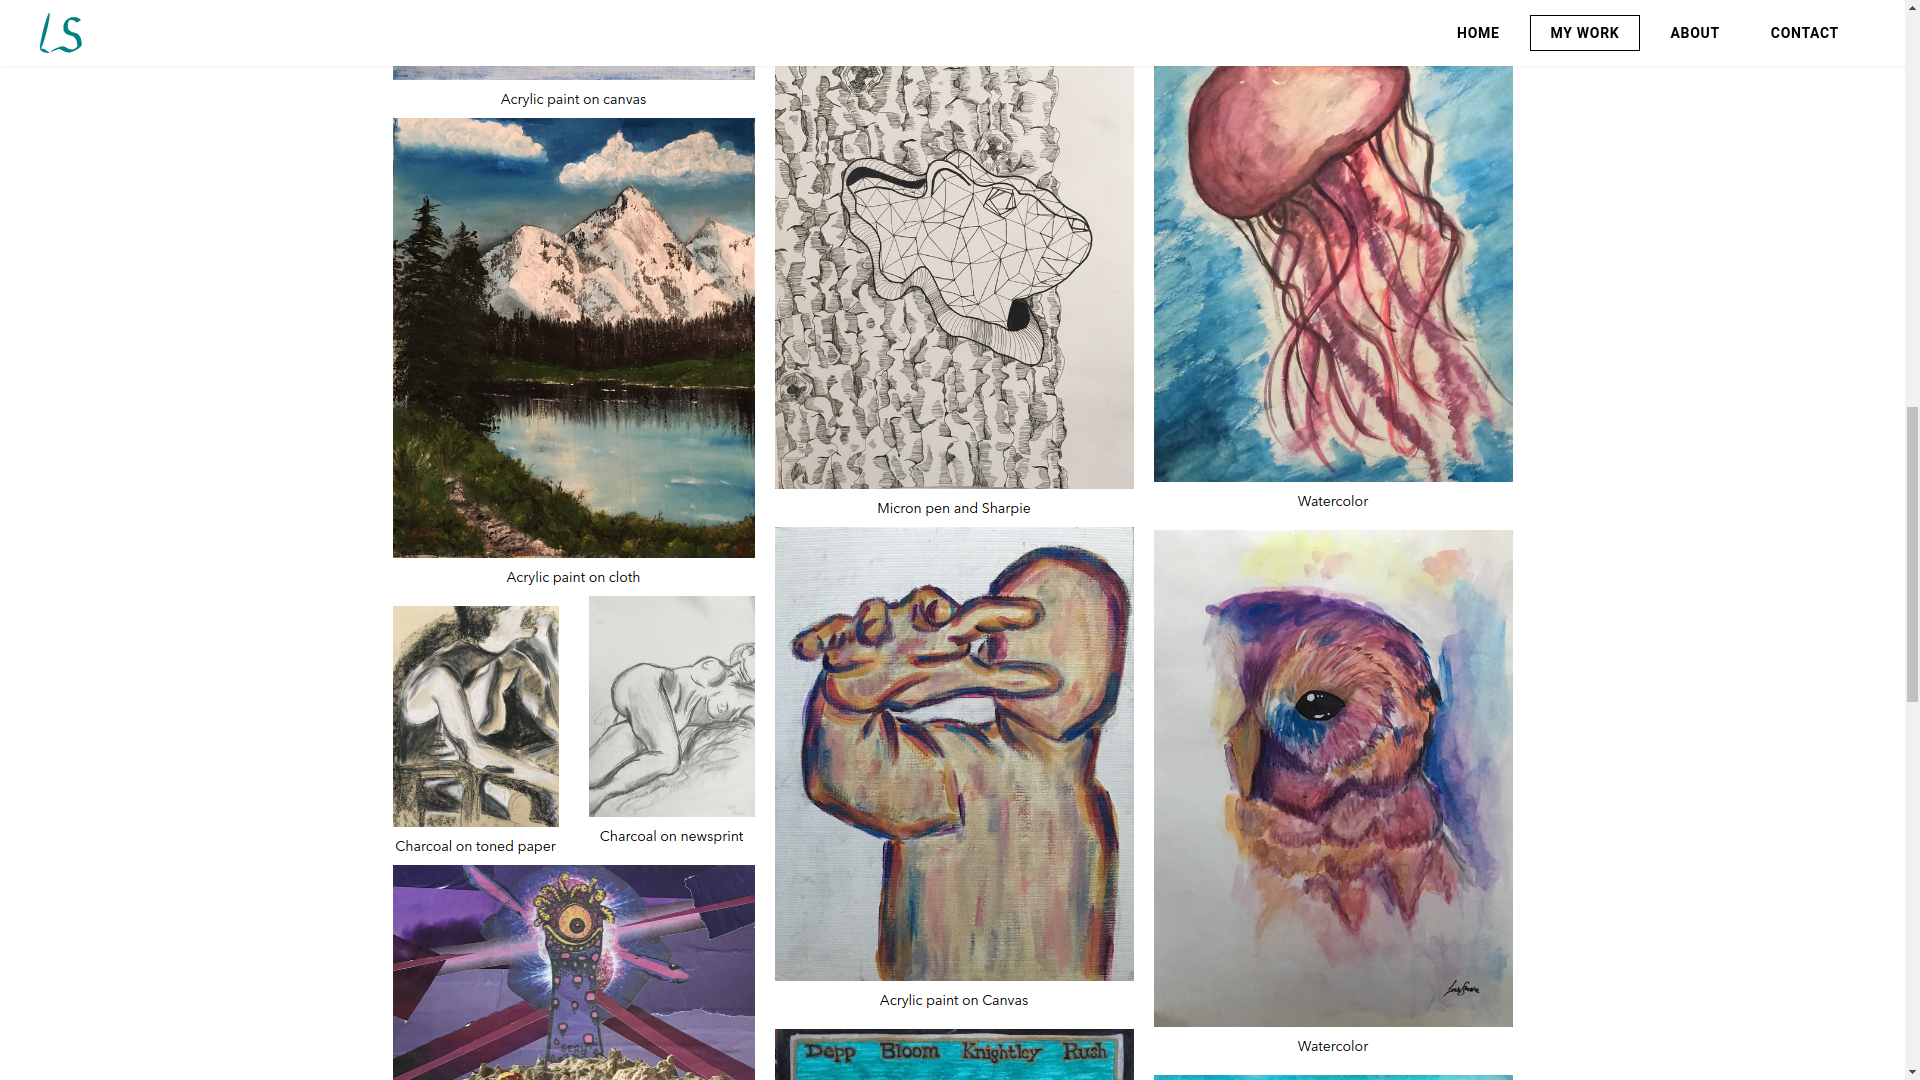 LS
HOME
MY WORK
ABOUT
CONTACT
Acrylic paint on canvas
Acrylic paint on cloth
Charcoal on toned paper
Charcoal on newsprint
Micron pen and Sharpie
Acrylic paint on Canvas
Depp Bloom Knightley Rush
Watercolor
Watercolor